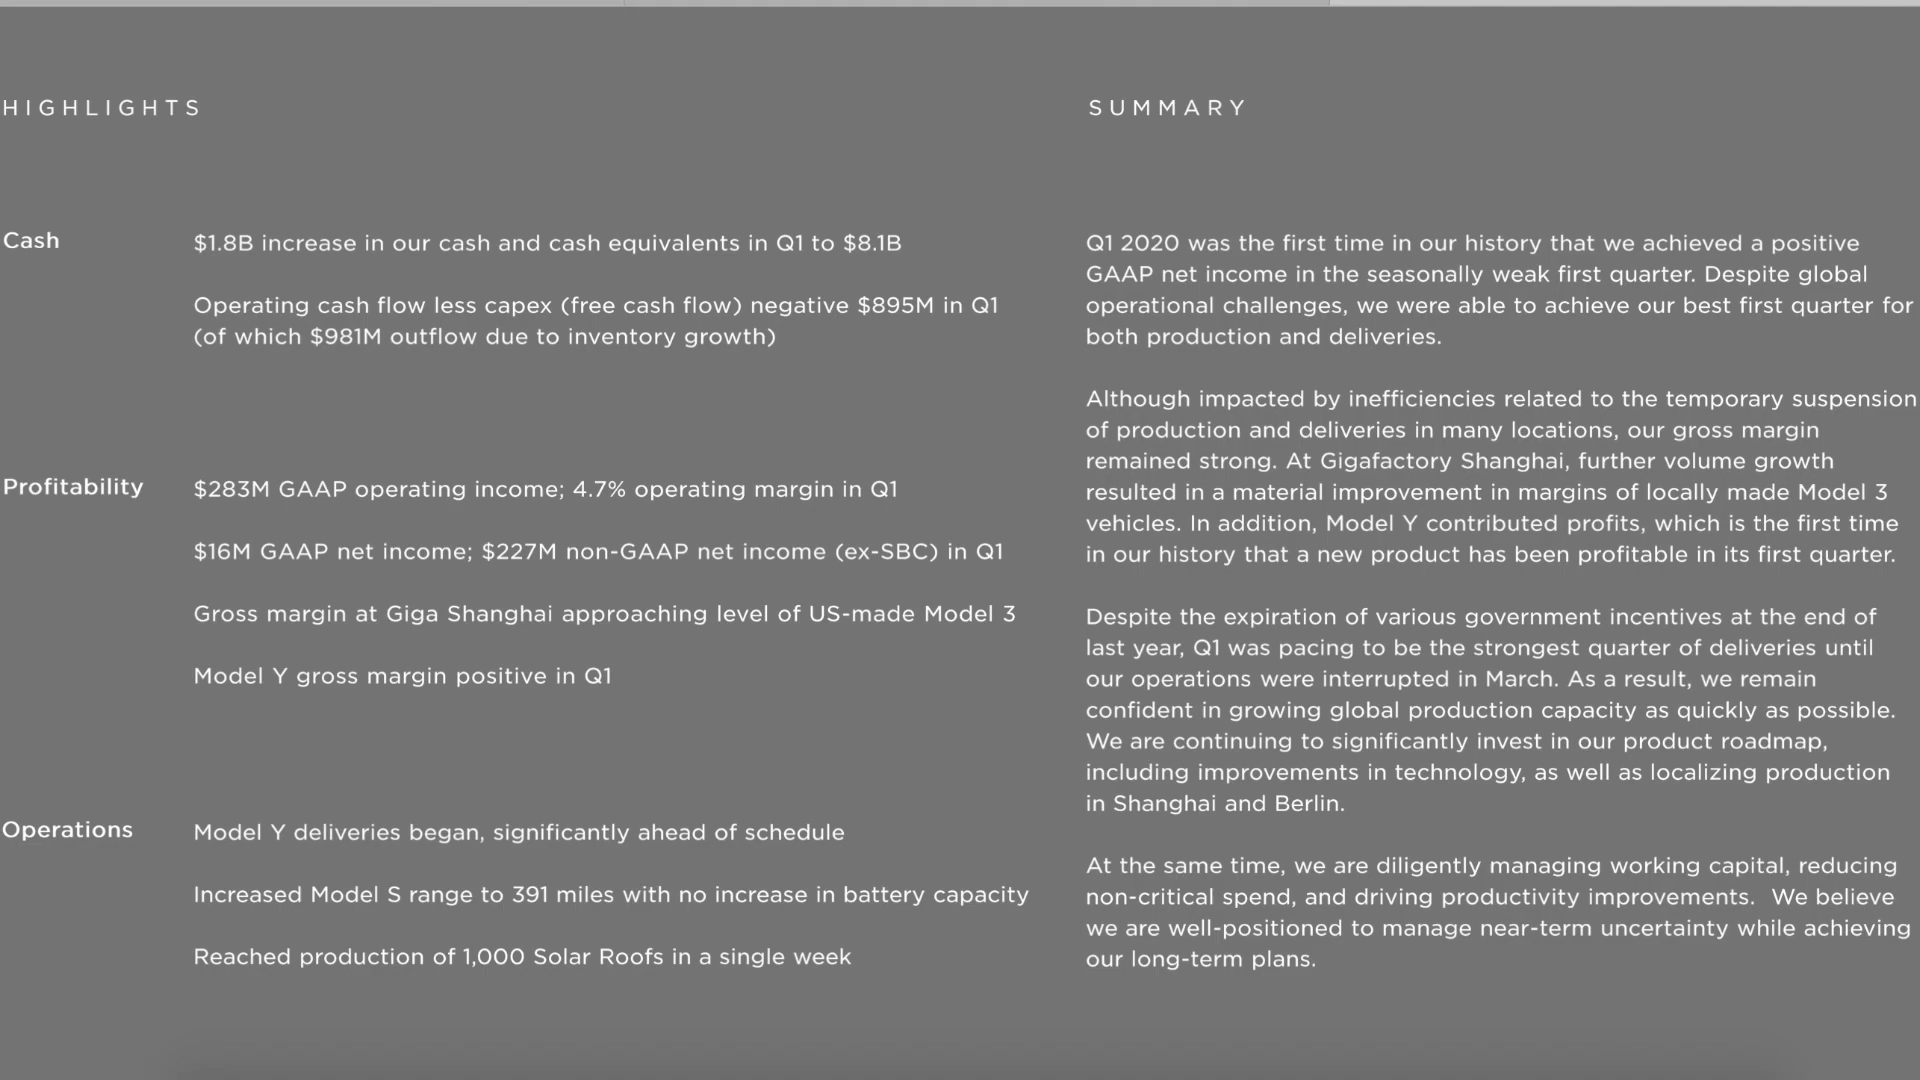 HIGHLIGHTS
Cash
$1.8B increase in our cash and cash equivalents in Q1 to $8.1B
Operating cash flow less capex (free cash flow) negative $895M in Q1
(of which $981M outflow due to inventory growth)
Profitability
$283M GAAP operating income; 4.7% operating margin in Q1
$16M GAAP net income; $227M non-GAAP net income (ex-SBC) in Q1
Gross margin at Giga Shanghai approaching level of US-made Model 3
Model Y gross margin positive in Q1
Operations
Model Y deliveries began, significantly ahead of schedule
Increased Model S range to 391 miles with no increase in battery capacity
Reached production of 1,000 Solar Roofs in a single week
SUMMARY
Q1 2020 was the first time in our history that we achieved a positive
GAAP net income in the seasonally weak first quarter. Despite global
operational challenges, we were able to achieve our best first quarter for
both production and deliveries.
Although impacted by inefficiencies related to the temporary suspension
of production and deliveries in many locations, our gross margin
remained strong. At Gigafactory Shanghai, further volume growth
resulted in a material improvement in margins of locally made Model 3
vehicles. In addition, Model Y contributed profits, which is the first time
in our history that a new product has been profitable in its first quarter.
Despite the expiration of various government incentives at the end of
last year, Q1 was pacing to be the strongest quarter of deliveries until
our operations were interrupted in March. As a result, we remain
confident in growing global production capacity as quickly as possible.
We are continuing to significantly invest in our product roadmap,
including improvements in technology, as well as localizing production
in Shanghai and Berlin.
At the same time, we are diligently managing working capital, reducing
non-critical spend, and driving productivity improvements.  We believe
we are well-positioned to manage near-term uncertainty while achieving
our long-term plans.